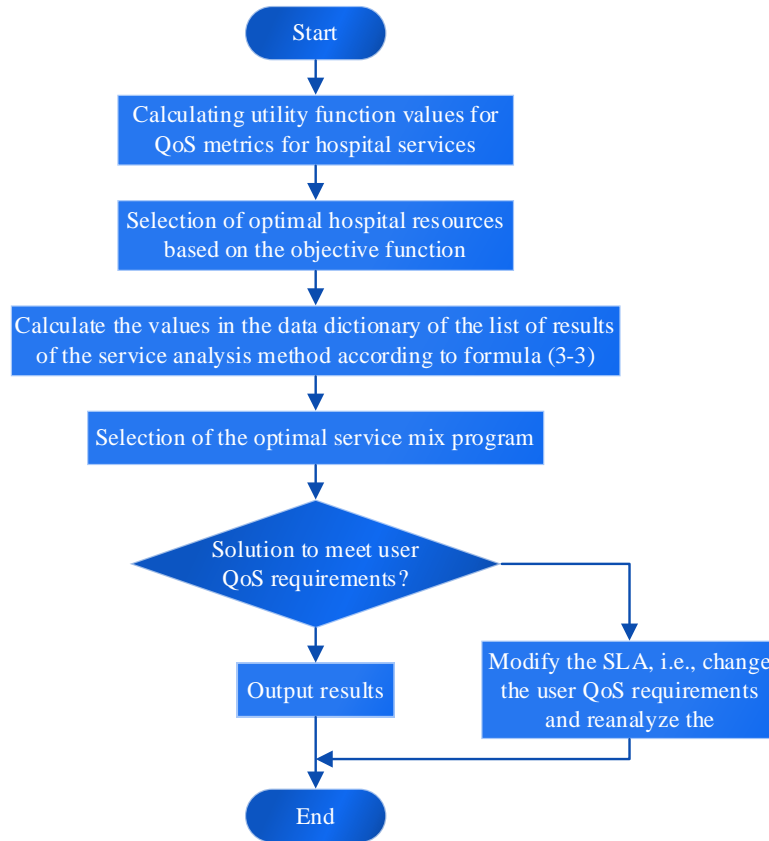 Start
Calculating utility function values for
QoS metrics for hospital services
Selection of optimal hospital resources
based on the objective function
Calculate the values in the data dictionary of the list of results
of the service analysis method according to formula (3-3)
Selection of the optimal service mix program
Solution to meet user
QoS requirements?
Modify the SLA, i.e., change
the user QoS requirements
and reanalyze the
Output results
End